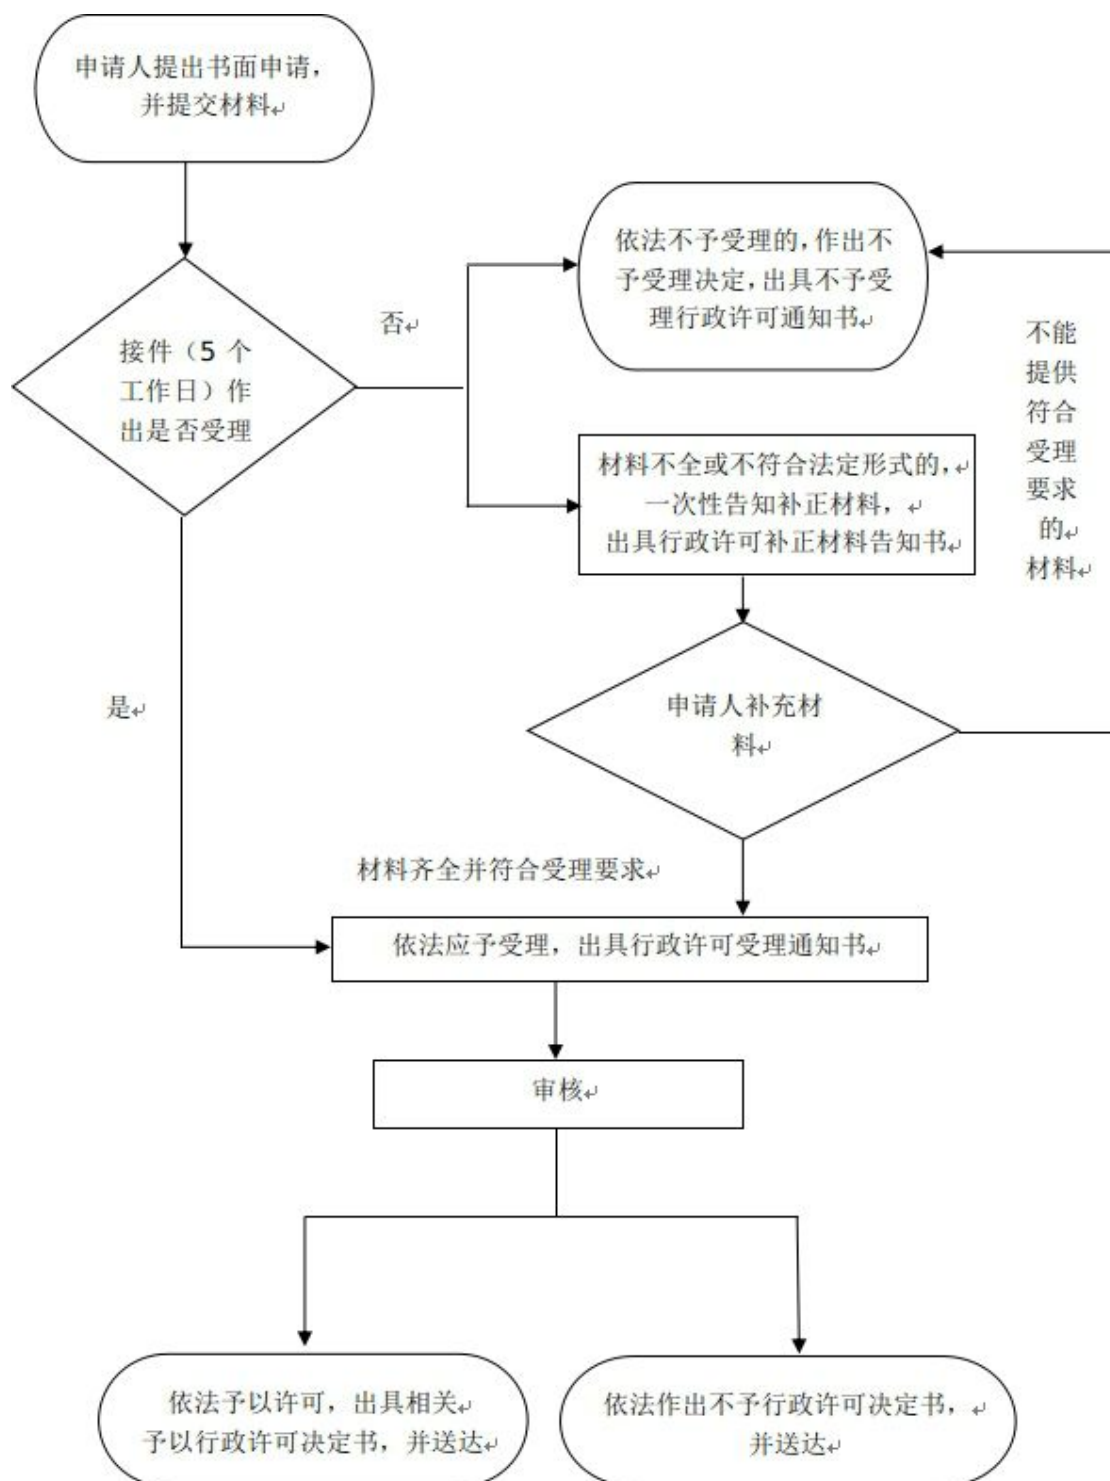 申请人提出书面申请，
并提交材料
依法不予受理的，作出不
予受理决定，出具不予受
理行政许可通知书
否
接件（5 个
工作日）作
出是否受理
不能
提供
符合
受理
要求
的
材料
材料不全或不符合法定形式的，
一次性告知补正材料，
出具行政许可补正材料告知书
是
申请人补充材
料
材料齐全并符合受理要求
依法应予受理，出具行政许可受理通知书
审核
依法予以许可，出具相关
予以行政许可决定书，并送达
依法作出不予行政许可决定书，
并送达